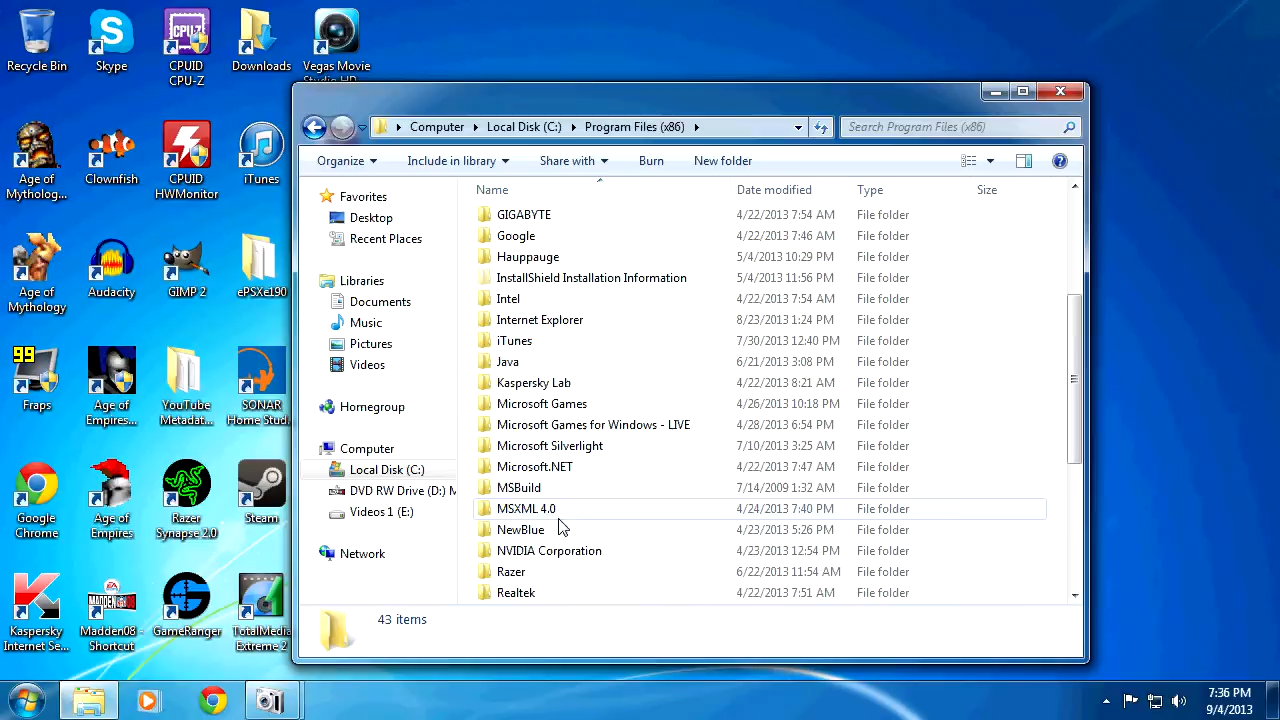 Recycle Bin
Skype
CPUID
CPU-Z
Downloads
Vegas Movie
Studio HD...
Age of
Mytholog...
Clownfish
CPUID
HWMonitor
iTunes
Age of
Mythology
Audacity
GIMP 2
ePSXe190
99
Fraps
Age of
Empires...
YouTube
Metadat...
SONAR
Home Stud...
Google
Chrome
Age of
Empires
Razer
Synapse 2.0
Steam
Kaspersky
Internet Se...
Madden08 -
Shortcut
GameRanger
TotalMedia
Extreme 2
Computer
Local Disk (C:)
Program Files (x86)
Search Program Files (x86)
Organize
Include in library
Share with
Burn
New folder
Favorites
Desktop
Recent Places
Libraries
Documents
Music
Pictures
Videos
Homegroup
Computer
Local Disk (C:)
DVD RW Drive (D:) M
Videos 1 (E:)
Network
Name Date modified Type Size
GIGABYTE 4/22/2013 7:54 AM File folder
Google 4/22/2013 7:46 AM File folder
Hauppauge 5/4/2013 10:29 PM File folder
InstallShield Installation Information 5/4/2013 11:56 PM File folder
Intel 4/22/2013 7:54 AM File folder
Internet Explorer 8/23/2013 1:24 PM File folder
iTunes 7/30/2013 12:40 PM File folder
Java 6/21/2013 3:08 PM File folder
Kaspersky Lab 4/22/2013 8:21 AM File folder
Microsoft Games 4/26/2013 10:18 PM File folder
Microsoft Games for Windows - LIVE 4/28/2013 6:54 PM File folder
Microsoft Silverlight 7/10/2013 3:25 AM File folder
Microsoft.NET 4/22/2013 7:47 AM File folder
MSBuild 7/14/2009 1:32 AM File folder
MSXML 4.0 4/24/2013 7:40 PM File folder
NewBlue 4/23/2013 5:26 PM File folder
NVIDIA Corporation 4/23/2013 12:54 PM File folder
Razer 6/22/2013 11:54 AM File folder
Realtek 4/22/2013 7:51 AM File folder
43 items
7:36 PM
9/4/2013